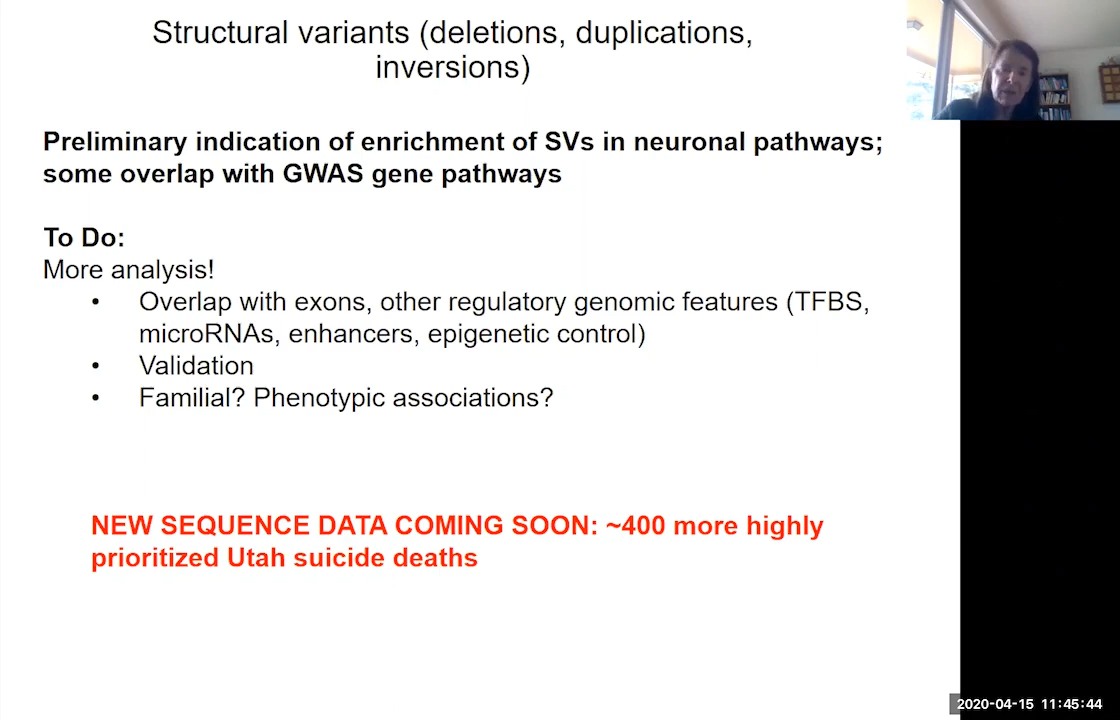 Structural variants (deletions, duplications,
inversions)
Preliminary indication of enrichment of SVs in neuronal pathways;
some overlap with GWAS gene pathways
To Do:
More analysis!
• Overlap with exons, other regulatory genomic features (TFBS,
microRNAs, enhancers, epigenetic control)
• Validation
• Familial? Phenotypic associations?
NEW SEQUENCE DATA COMING SOON: ~400 more highly
prioritized Utah suicide deaths
2020-04-15 11:45:44